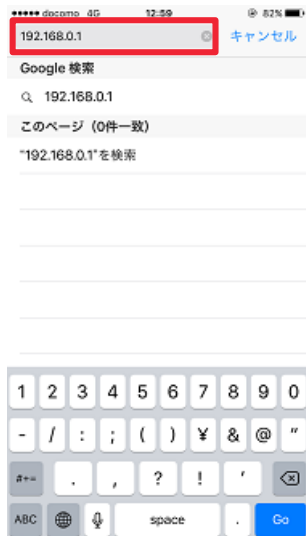 docomo 4G 12:59 82%
192.168.0.1 キャンセル
Google 検索
192.168.0.1
このページ（0件一致）
"192.168.0.1"を検索
1 2 3 4 5 6 7 8 9 0
- / : ; ( ) ¥ & @ "
#+= . , ? ! '
ABC space . Go